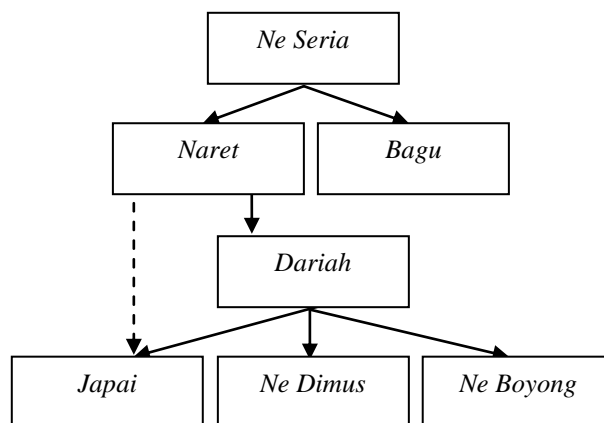 Ne Seria
Naret
Bagu
Dariah
Japai
Ne Dimus
Ne Boyong